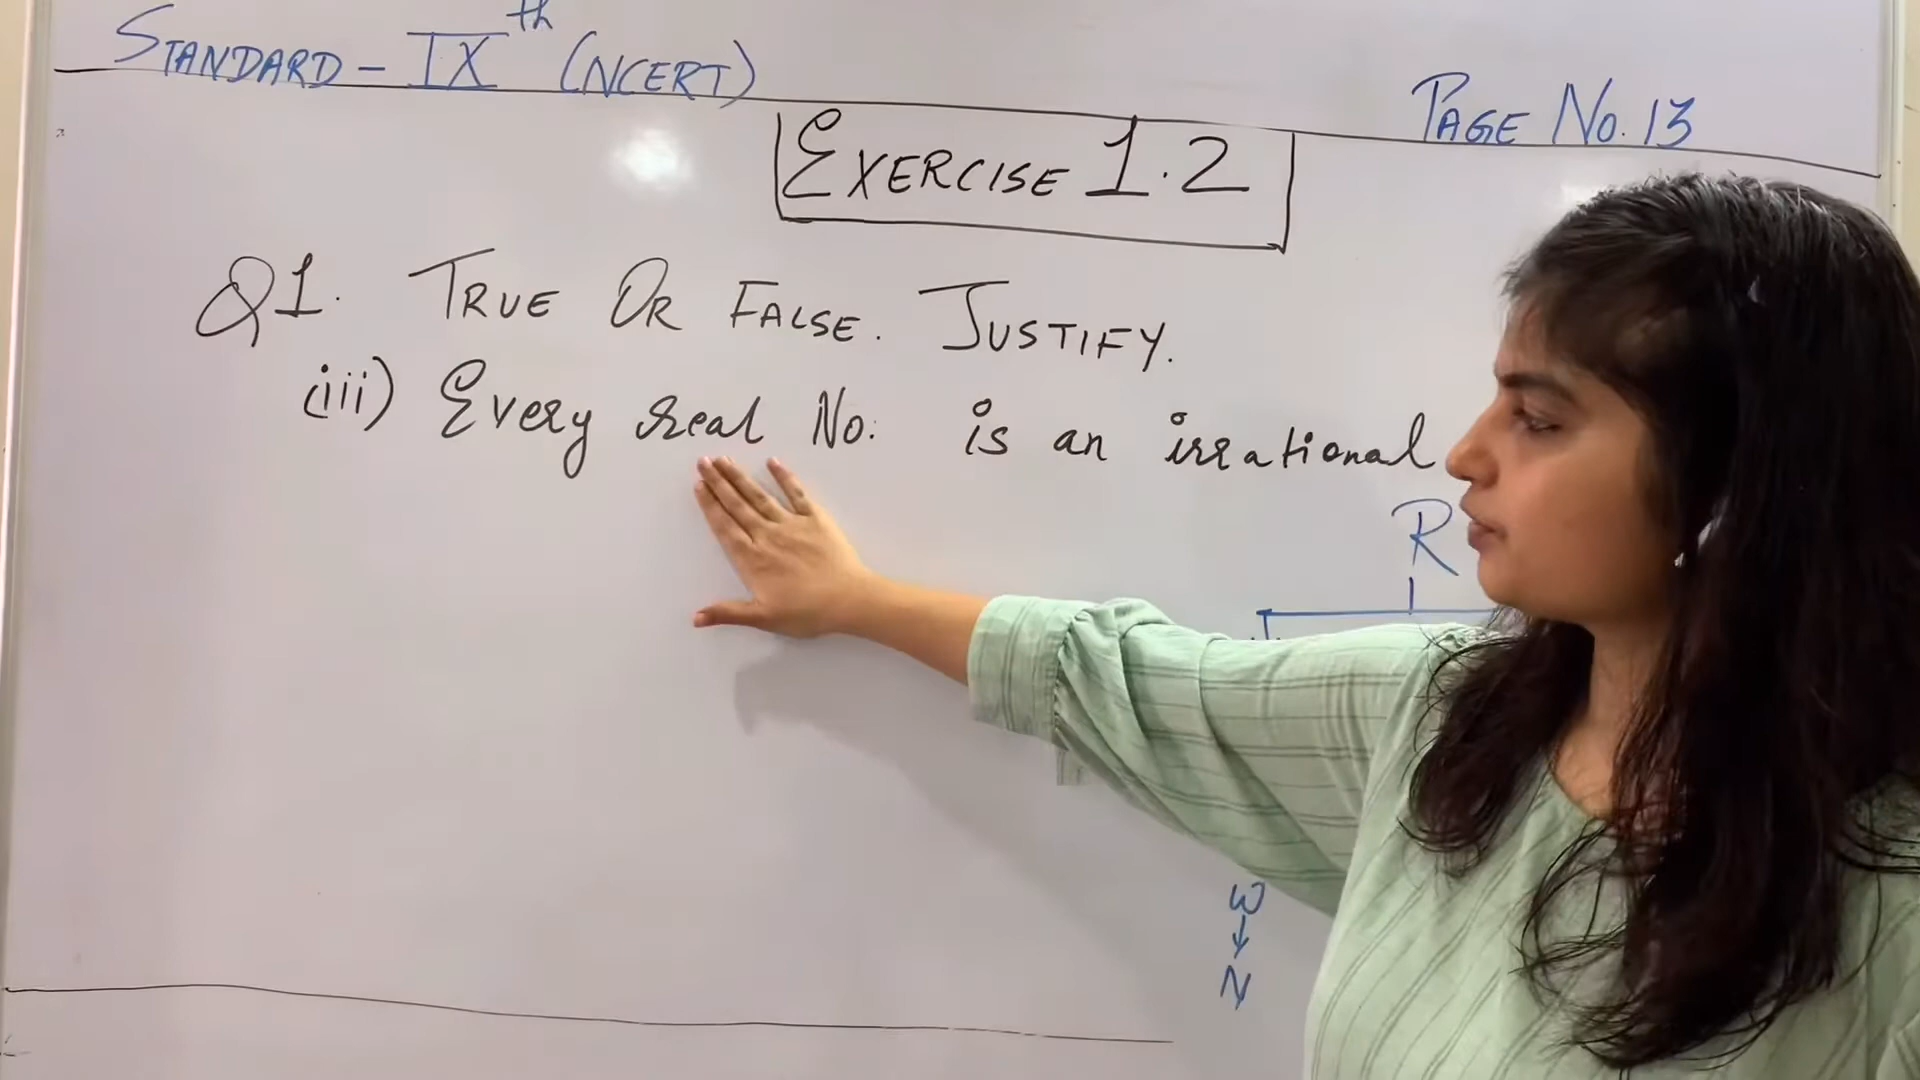 STANDARD - IXth (NCERT)
PAGE NO. 13
EXERCISE 1.2
Q1. TRUE OR FALSE. JUSTIFY.
(iii) Every real No. is an irrational
R
W
N